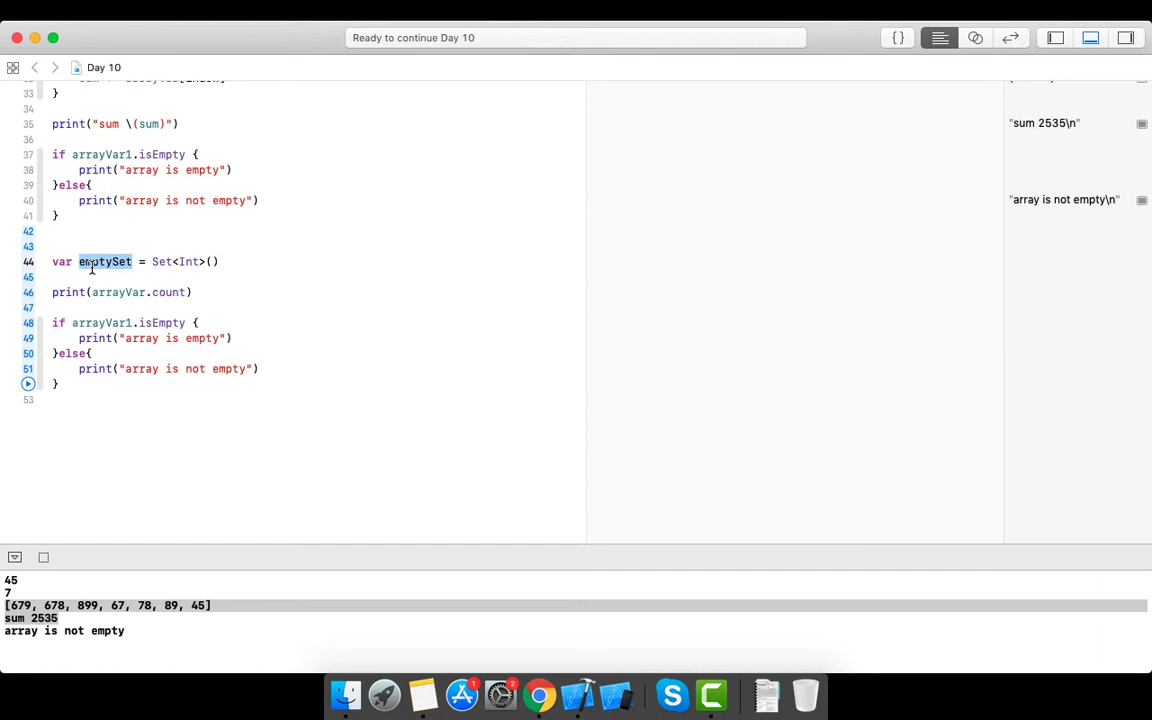 Ready to continue Day 10
{}
Day 10
33 }
34
35 print("sum \(sum)")
"sum 2535\n"
36
37 if arrayVar1.isEmpty {
38 print("array is empty")
39 }else{
40 print("array is not empty")
"array is not empty\n"
41 }
42
43
44 var emptySet = Set<Int>()
45
46 print(arrayVar.count)
47
48 if arrayVar1.isEmpty {
49 print("array is empty")
50 }else{
51 print("array is not empty")
}
53
45
7
[679, 678, 899, 67, 78, 89, 45]
sum 2535
array is not empty
1
2